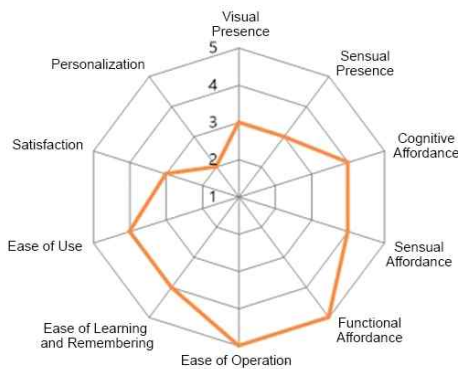 Visual
Presence
Personalization
Sensual
Presence
5
4
3
2
1
Satisfaction
Cognitive
Affordance
Ease of Use
Sensual
Affordance
Ease of Learning
and Remembering
Functional
Affordance
Ease of Operation